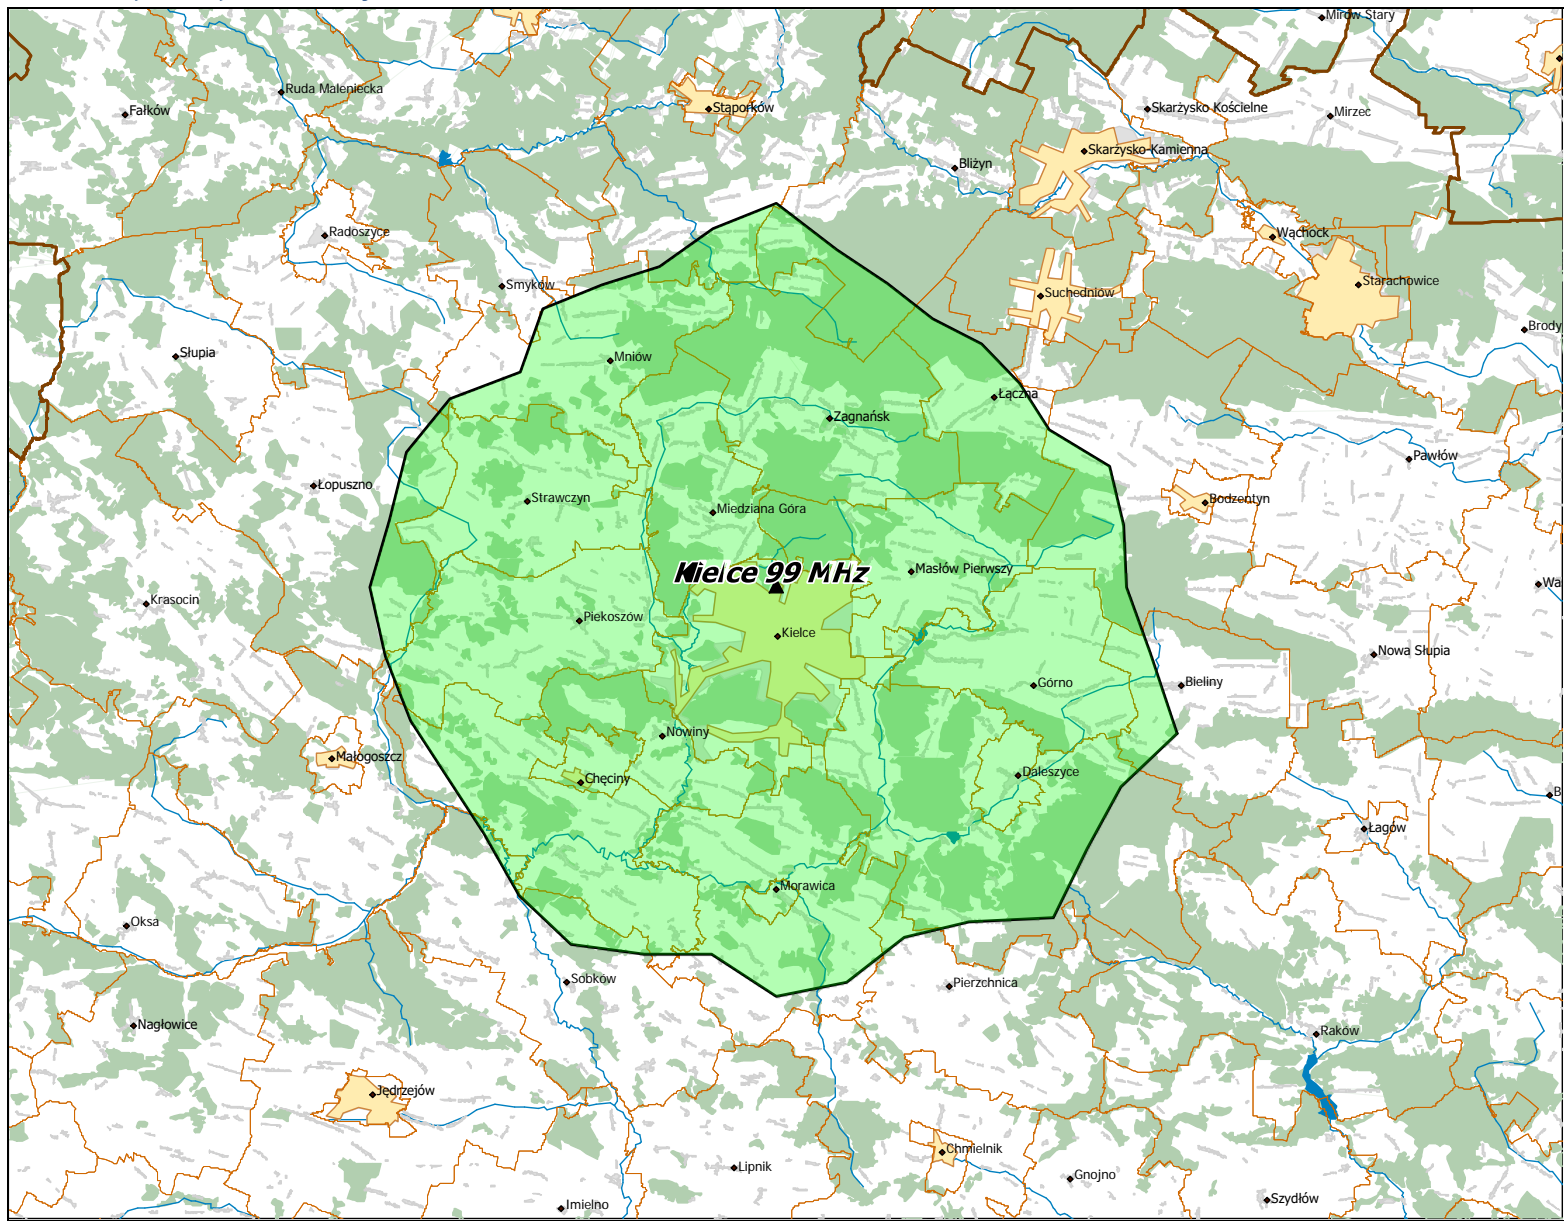 Mirów Stary
Ruda Maleniecka
Fałków
Stąporków
Skarżysko Kościelne
Mirzec
Skarżysko-Kamienna
Bliżyn
Radoszyce
Wąchock
Smyków
Suchedniów
Starachowice
Brody
Słupia
Mniów
Łączna
Zagnańsk
Pawłów
Łopuszno
Strawczyn
Bodzentyn
Miedziana Góra
Kielce 99 MHz
Masłów Pierwszy
Wa
Krasocin
Piekoszów
Kielce
Nowa Słupia
Górno
Bieliny
Nowiny
Małogoszcz
Chęciny
Daleszyce
B
Łagów
Morawica
Oksa
Sobków
Pierzchnica
Nagłowice
Raków
Jędrzejów
Chmielnik
Lipnik
Gnojno
Imielno
Szydłów